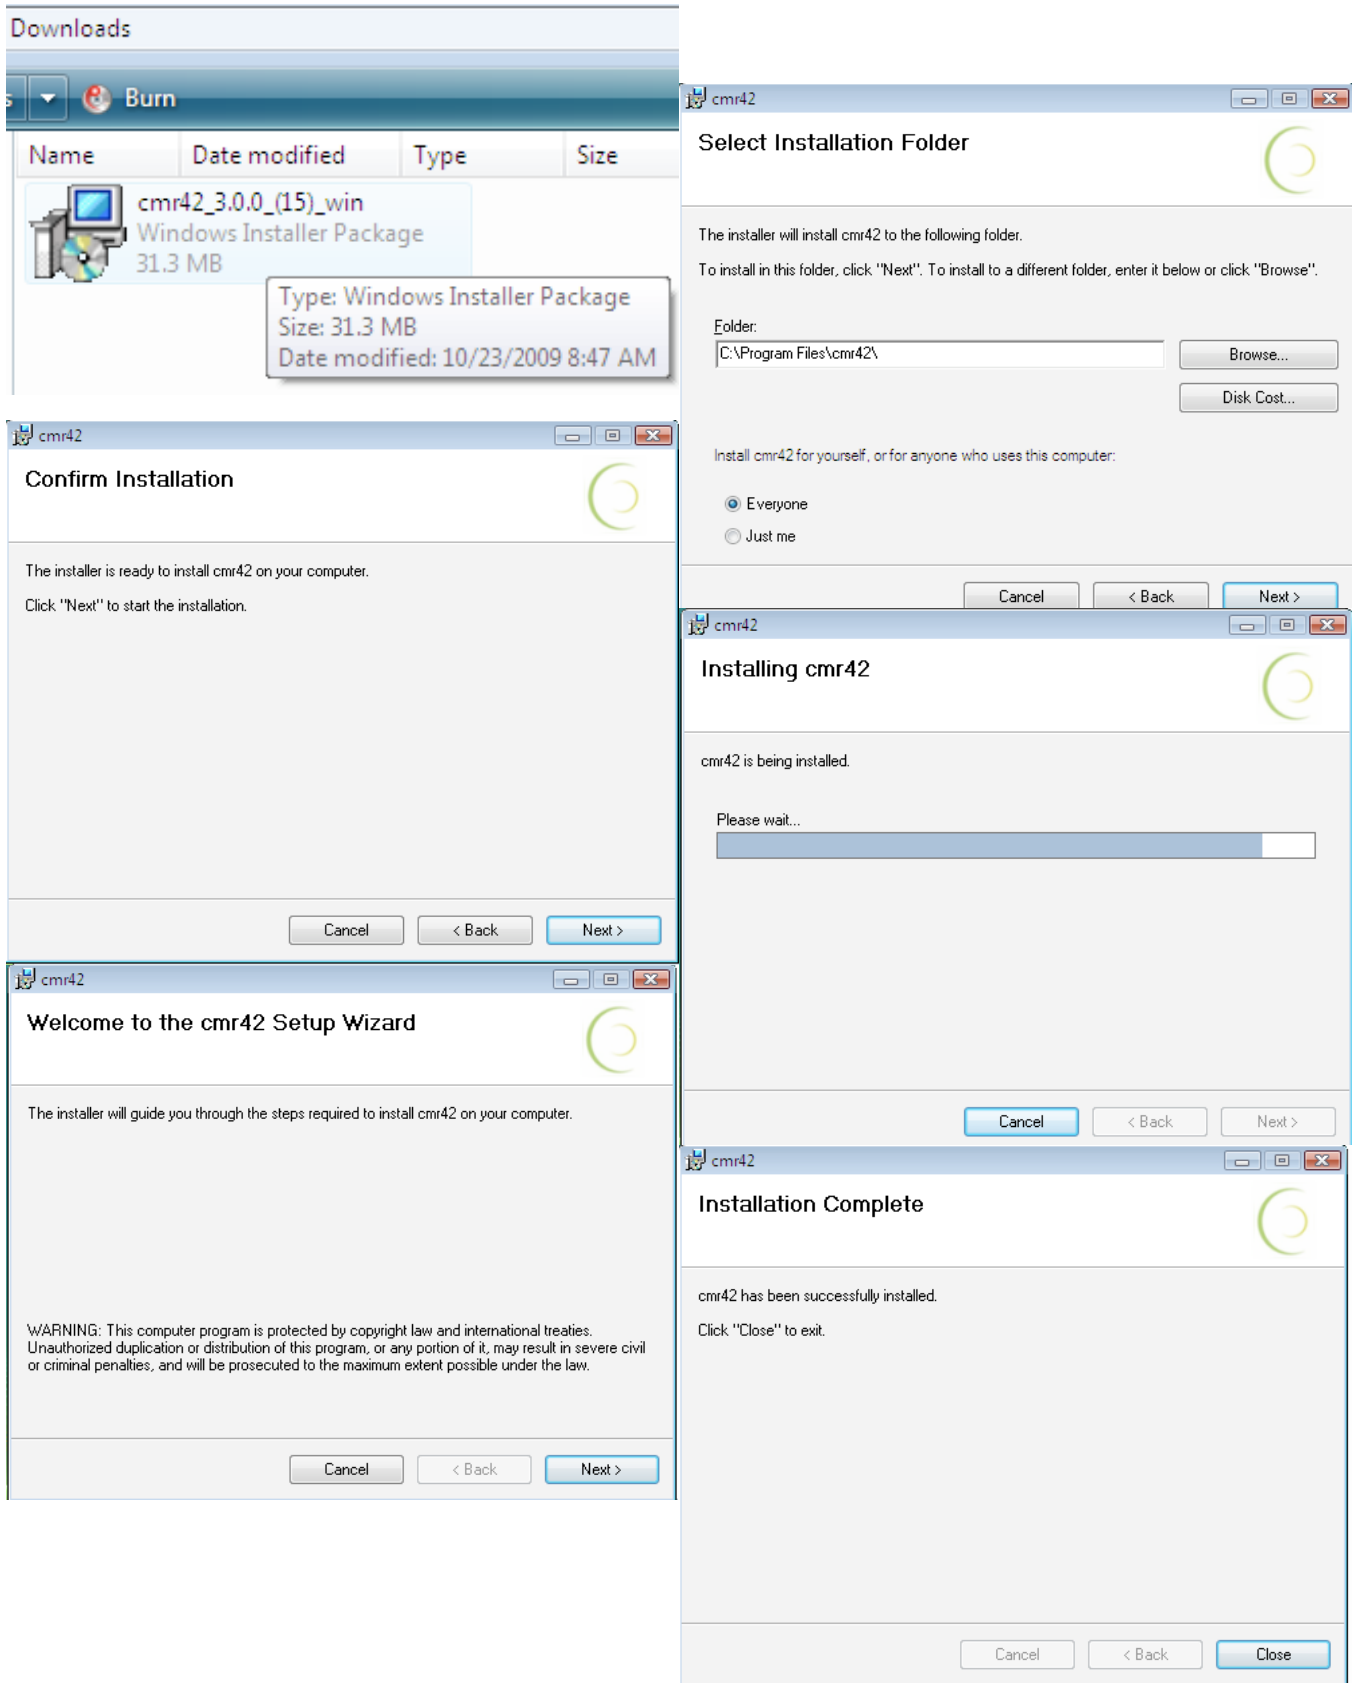 Downloads
Burn
Name Date modified Type Size
cmr42_3.0.0_(15)_win
Windows Installer Package
31.3 MB
Type: Windows Installer Package
Size: 31.3 MB
Date modified: 10/23/2009 8:47 AM
cmr42
Confirm Installation
The installer is ready to install cmr42 on your computer.
Click "Next" to start the installation.
Cancel < Back Next >
cmr42
Welcome to the cmr42 Setup Wizard
The installer will guide you through the steps required to install cmr42 on your computer.
WARNING: This computer program is protected by copyright law and international treaties.
Unauthorized duplication or distribution of this program, or any portion of it, may result in severe civil
or criminal penalties, and will be prosecuted to the maximum extent possible under the law.
Cancel < Back Next >
cmr42
Select Installation Folder
The installer will install cmr42 to the following folder.
To install in this folder, click "Next". To install to a different folder, enter it below or click "Browse".
Folder:
C:\Program Files\cmr42\ Browse...
Disk Cost...
Install cmr42 for yourself, or for anyone who uses this computer:
Everyone
Just me
Cancel < Back Next >
cmr42
Installing cmr42
cmr42 is being installed.
Please wait...
Cancel < Back Next >
cmr42
Installation Complete
cmr42 has been successfully installed.
Click "Close" to exit.
Cancel < Back Close